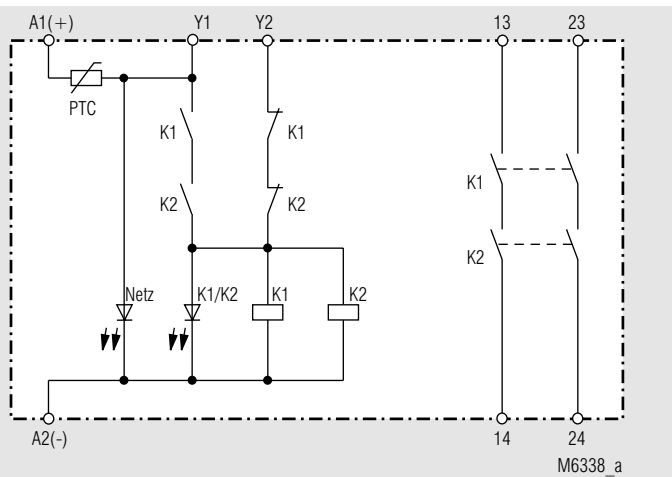 A1(+) Y1 Y2 13 23
PTC
K1 K1
K1
K2 K2
K2
Netz K1/K2 K1 K2
A2(-) 14 24
M6338_a